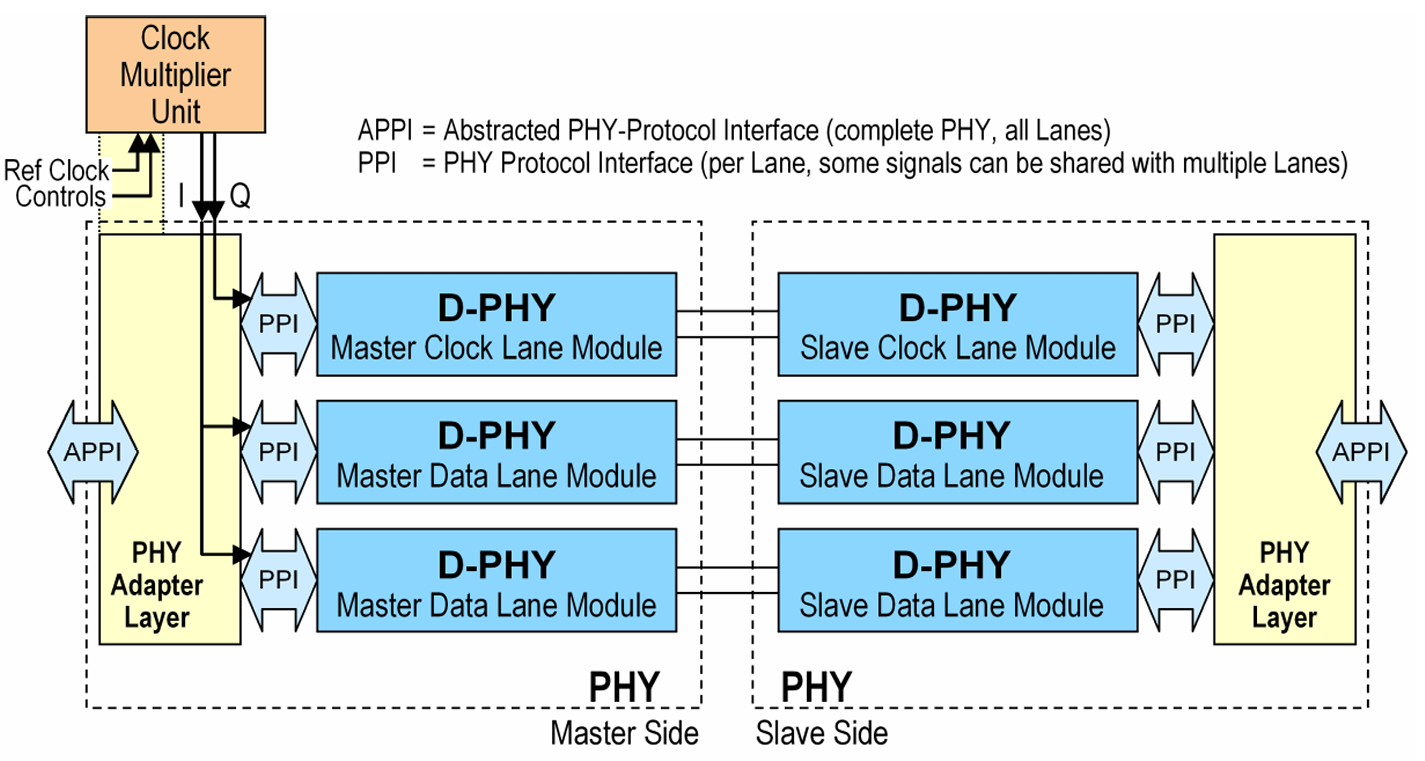 Clock
Multiplier
Unit
APPI = Abstracted PHY-Protocol Interface (complete PHY, all Lanes)
PPI = PHY Protocol Interface (per Lane, some signals can be shared with multiple Lanes)
Ref Clock
Controls
I Q
D-PHY
Master Clock Lane Module
PPI
D-PHY
Slave Clock Lane Module
PPI
APPI
PPI
D-PHY
Master Data Lane Module
D-PHY
Slave Data Lane Module
PPI
APPI
PHY
Adapter
Layer
PPI
D-PHY
Master Data Lane Module
D-PHY
Slave Data Lane Module
PPI
PHY
Adapter
Layer
PHY
Master Side
PHY
Slave Side